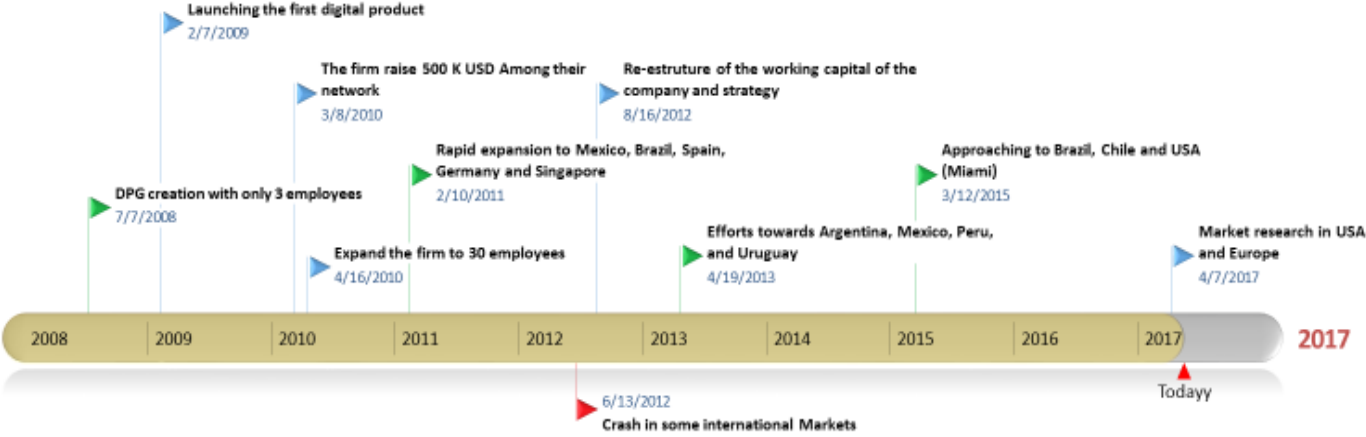 Launching the first digital product
2/7/2009
The firm raise 500 K USD Among their
network
3/8/2010
Re-estruture of the working capital of the
company and strategy
8/16/2012
Rapid expansion to Mexico, Brazil, Spain,
Germany and Singapore
2/10/2011
Approaching to Brazil, Chile and USA
(Miami)
3/12/2015
DPG creation with only 3 employees
7/7/2008
Expand the firm to 30 employees
4/16/2010
Efforts towards Argentina, Mexico, Peru,
and Uruguay
4/19/2013
Market research in USA
and Europe
4/7/2017
2008 2009 2010 2011 2012 2013 2014 2015 2016 2017 2017
Todayy
6/13/2012
Crash in some international Markets